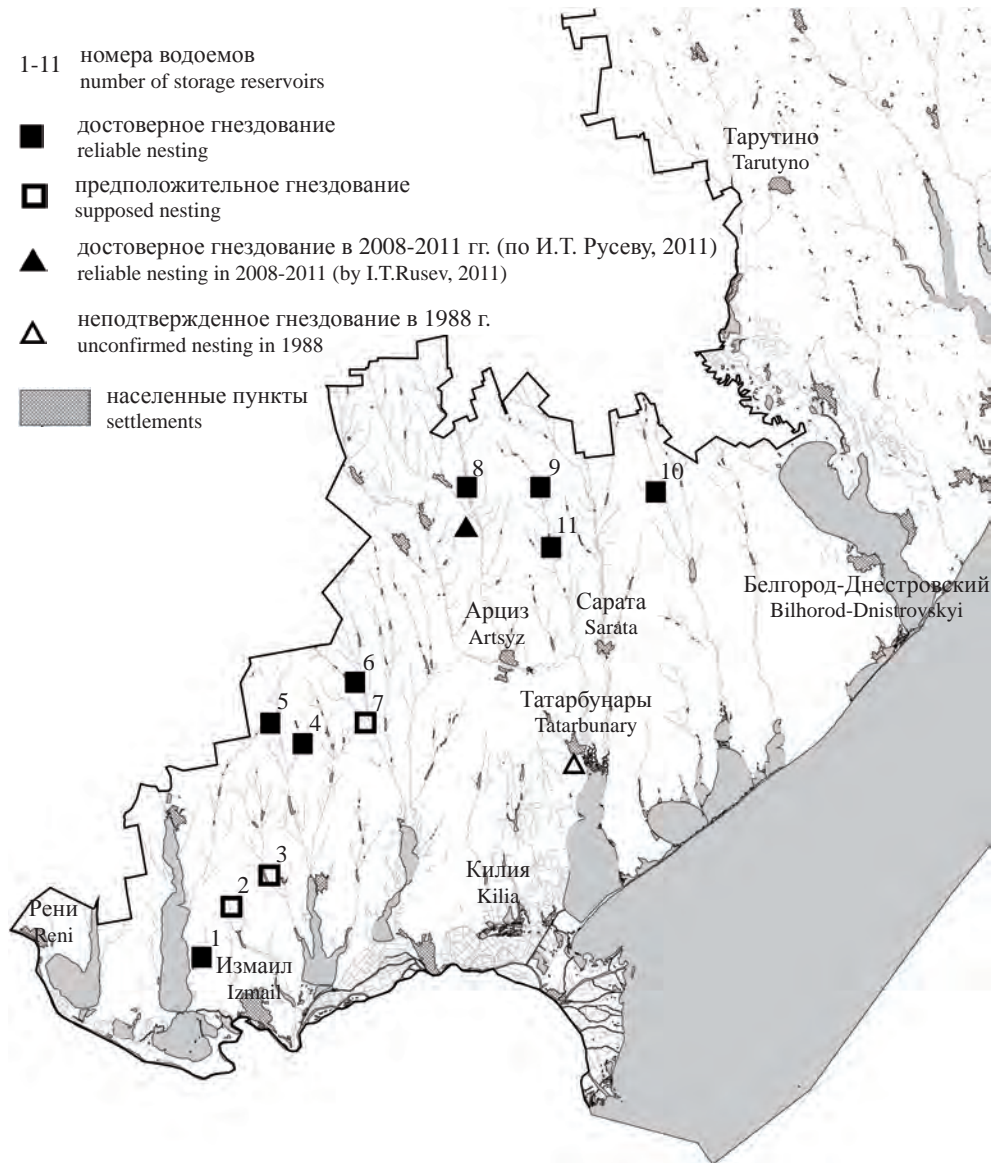 1-11 номера водоемов
number of storage reservoirs
достоверное гнездование
reliable nesting
предположительное гнездование
supposed nesting
достоверное гнездование в 2008-2011 гг. (по И.Т. Русеву, 2011)
reliable nesting in 2008-2011 (by I.T.Rusev, 2011)
неподтвержденное гнездование в 1988 г.
unconfirmed nesting in 1988
населенные пункты
settlements
Тарутино
Tarutyno
8
9
10
11
Белгород-Днестровский
Bilhorod-Dnistrovskyi
Арциз
Artsyz
Сарата
Sarata
6
7
5
4
Татарбунары
Tatarbunary
3
2
Килия
Kilia
Рени
Reni
1
Измаил
Izmail